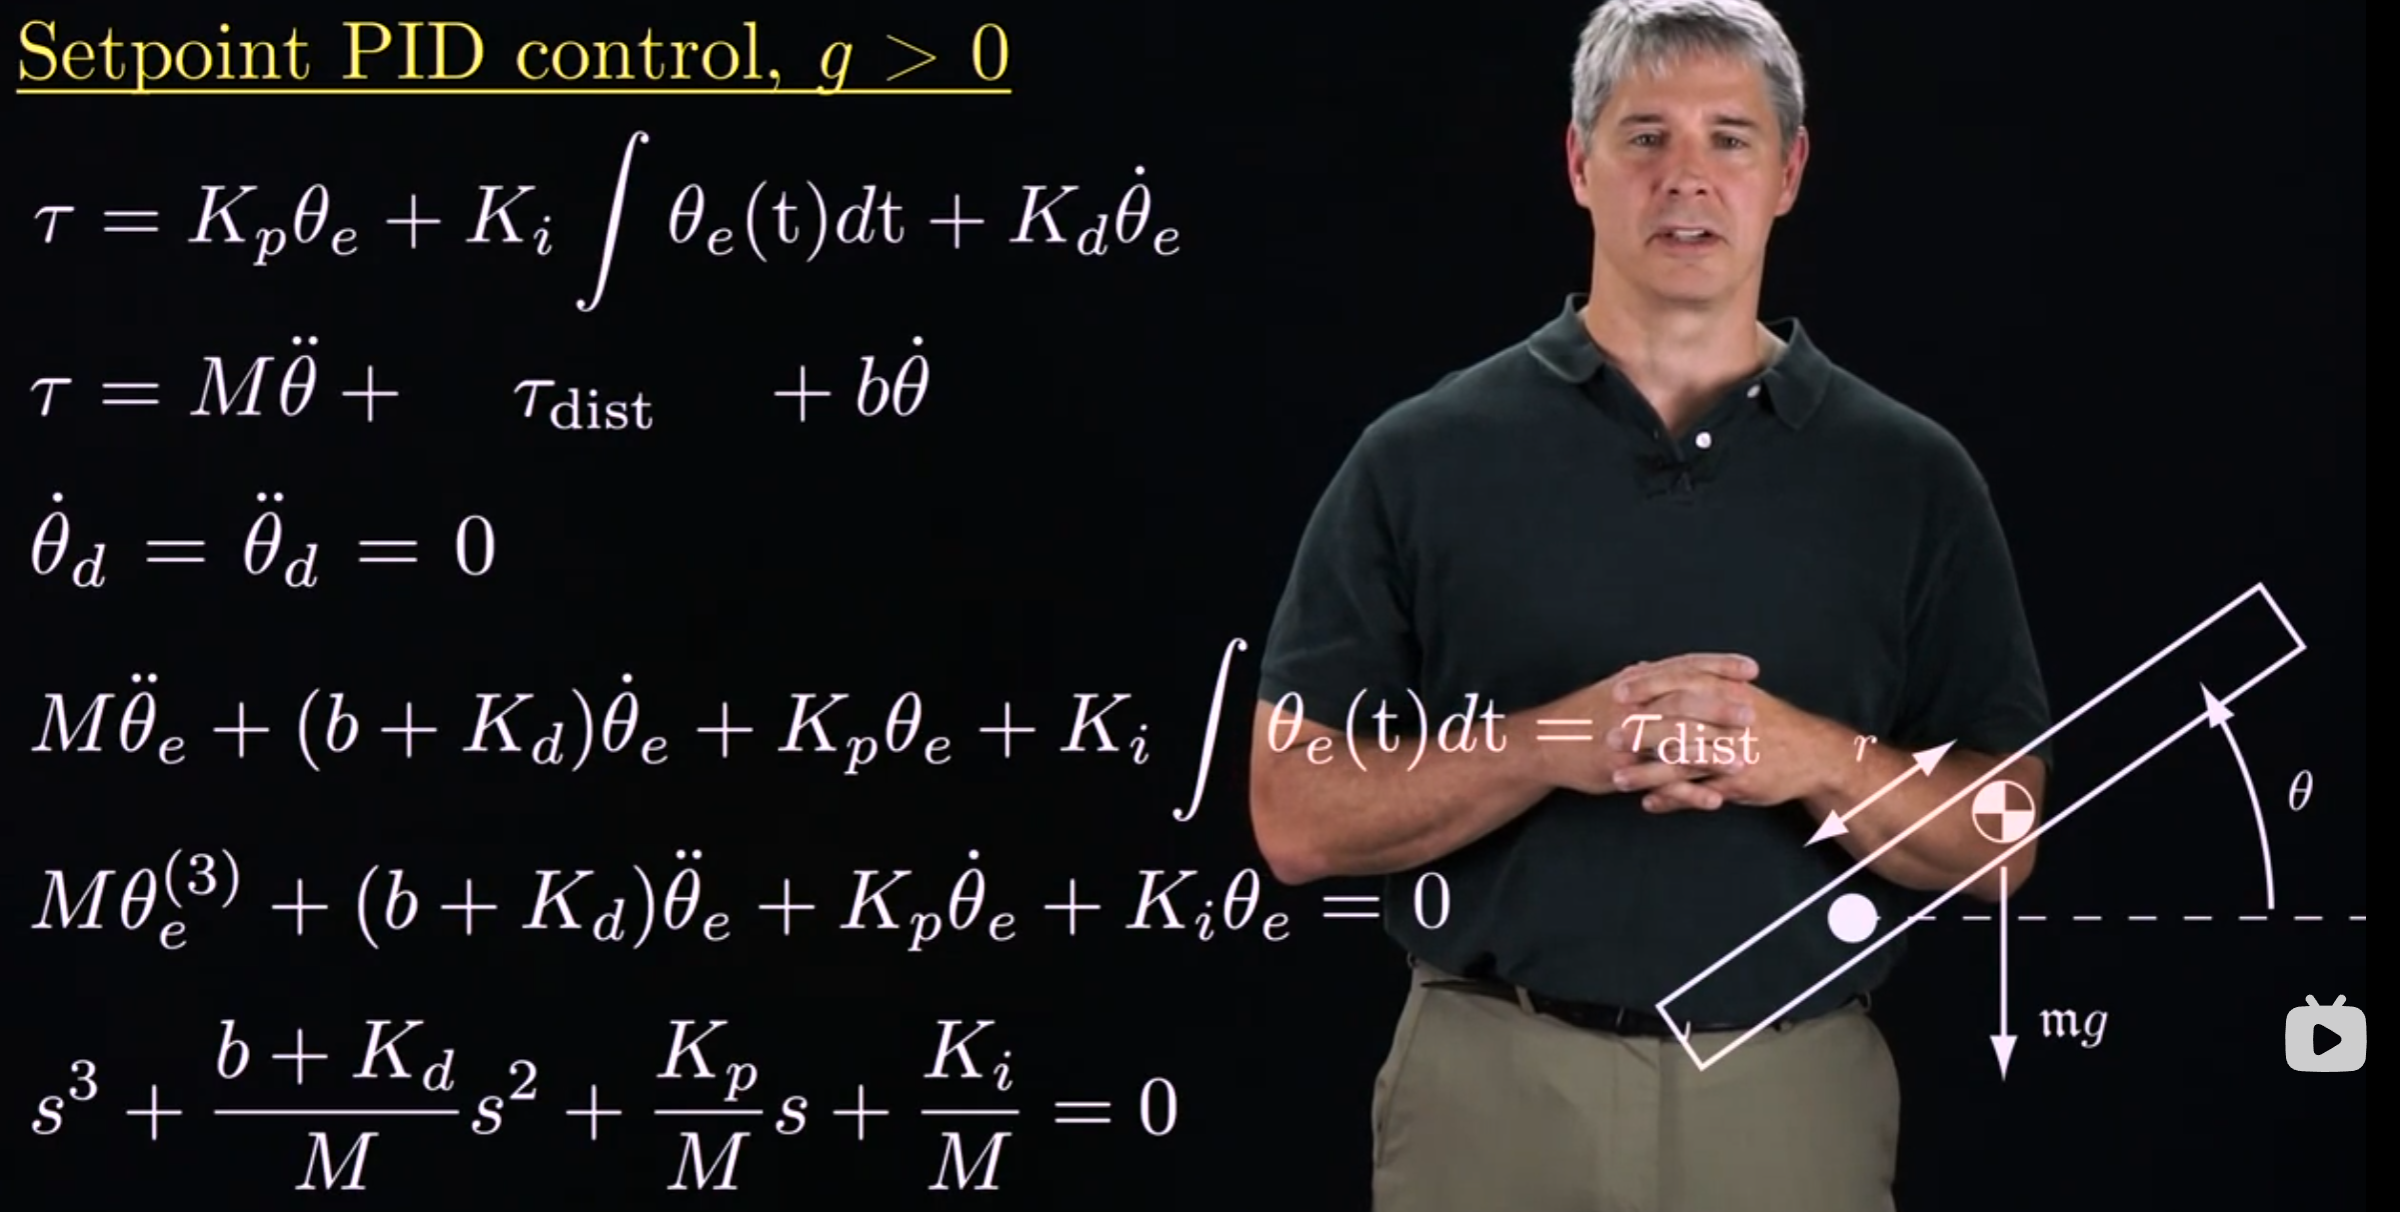 Setpoint PID control, g > 0
τ = K_pθ_e + K_i ∫ θ_e(t)dt + K_dθ̇_e
τ = Mθ̈ + τ_dist + bθ̇
θ̇_d = θ̈_d = 0
Mθ̈_e + (b + K_d)θ̇_e + K_pθ_e + K_i ∫ θ_e(t)dt = τ_dist
r
θ
Mθ_e^(3) + (b + K_d)θ̈_e + K_pθ̇_e + K_iθ_e = 0
mg
s^3 + (b + K_d)/M s^2 + K_p/M s + K_i/M = 0